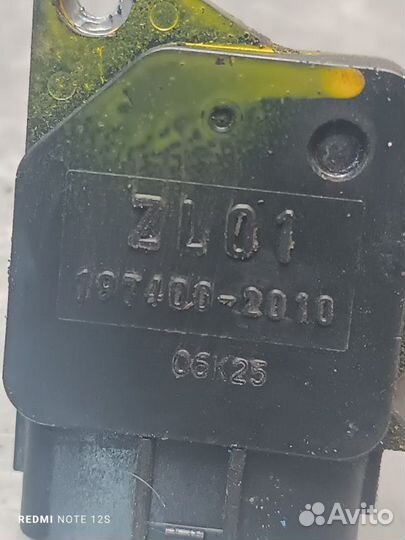 ZL01
197400-2010
06K25
REDMI NOTE 12S
Avito